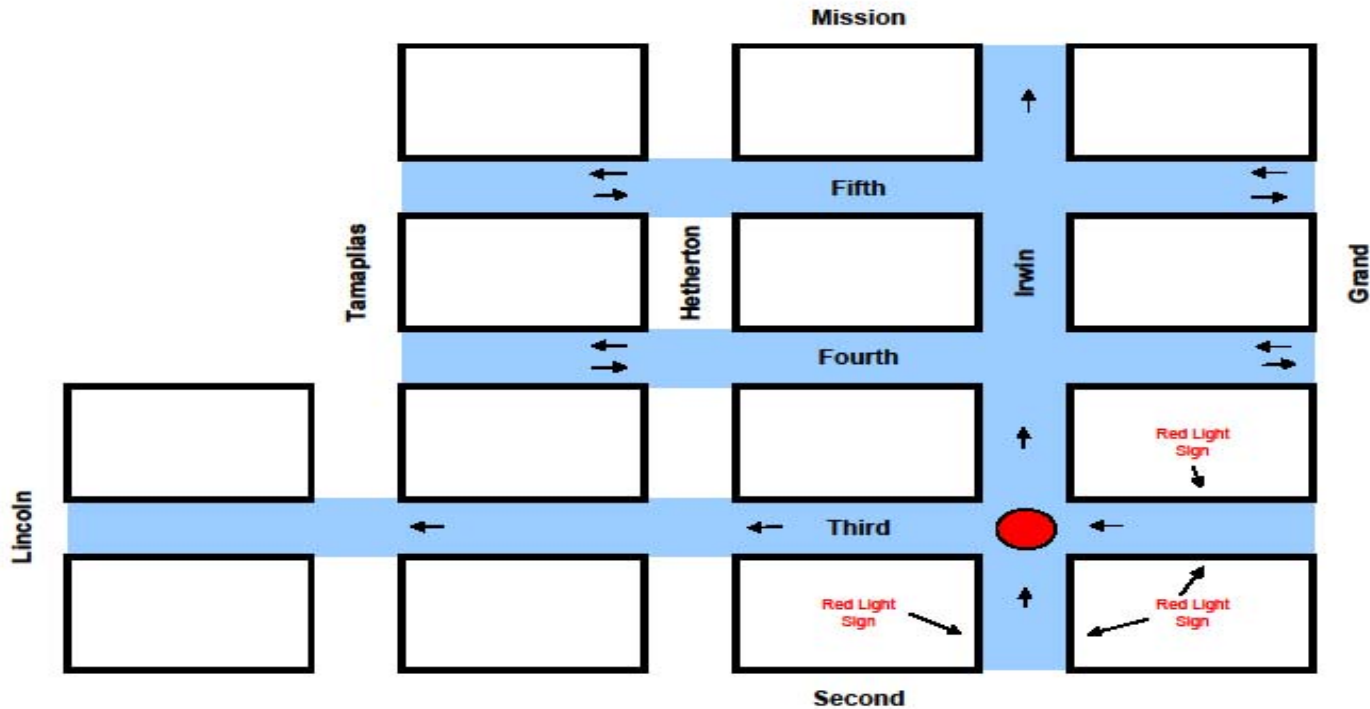 Mission
Fifth
Tamaplias
Hetherton
Irwin
Grand
Fourth
Red Light
Sign
Lincoln
Third
Red Light
Sign
Red Light
Sign
Second